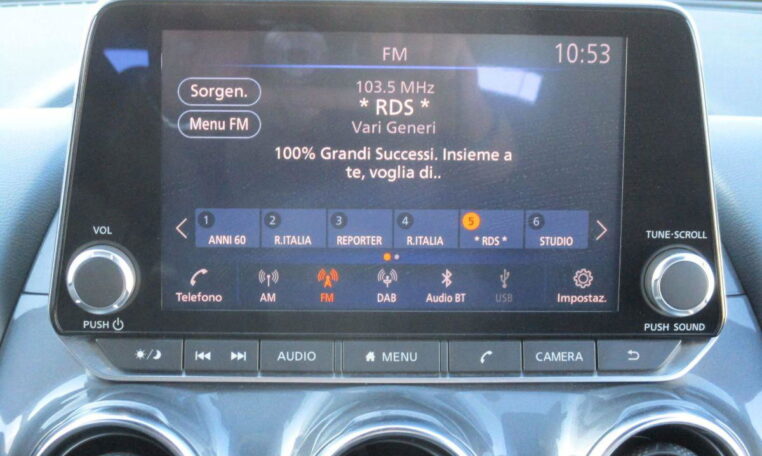 FM
10:53
Sorgen.
Menu FM
103.5 MHz
* RDS *
Vari Generi
100% Grandi Successi. Insieme a
te, voglia di..
1 2 3 4 5 6
ANNI 60 R.ITALIA REPORTER R.ITALIA * RDS * STUDIO
Telefono AM FM DAB Audio BT USB Impostaz.
VOL
PUSH
TUNE·SCROLL
PUSH SOUND
AUDIO MENU CAMERA